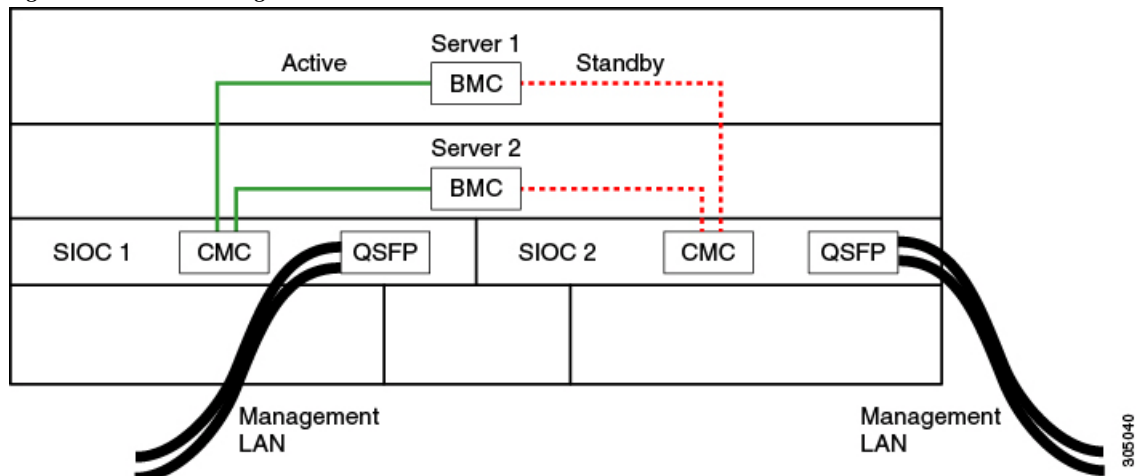 Server 1
Active
BMC
Standby
Server 2
BMC
SIOC 1
CMC
QSFP
SIOC 2
CMC
QSFP
Management
LAN
Management
LAN
305040